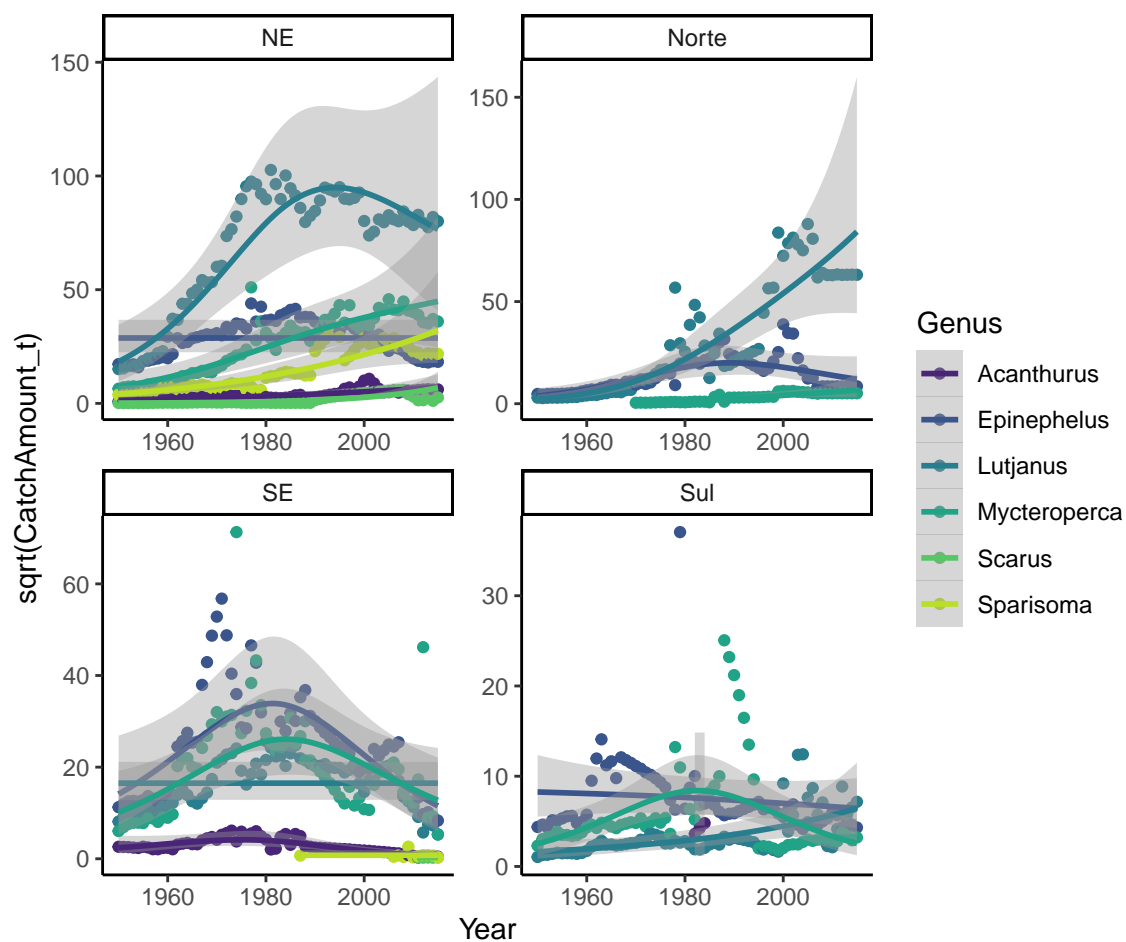 NE
Norte
150
100
50
0
150
100
50
0
1960 1980 2000
1960 1980 2000
SE
Sul
60
40
20
0
30
20
10
0
1960 1980 2000
1960 1980 2000
Year
sqrt(CatchAmount_t)
Genus
Acanthurus
Epinephelus
Lutjanus
Mycteroperca
Scarus
Sparisoma